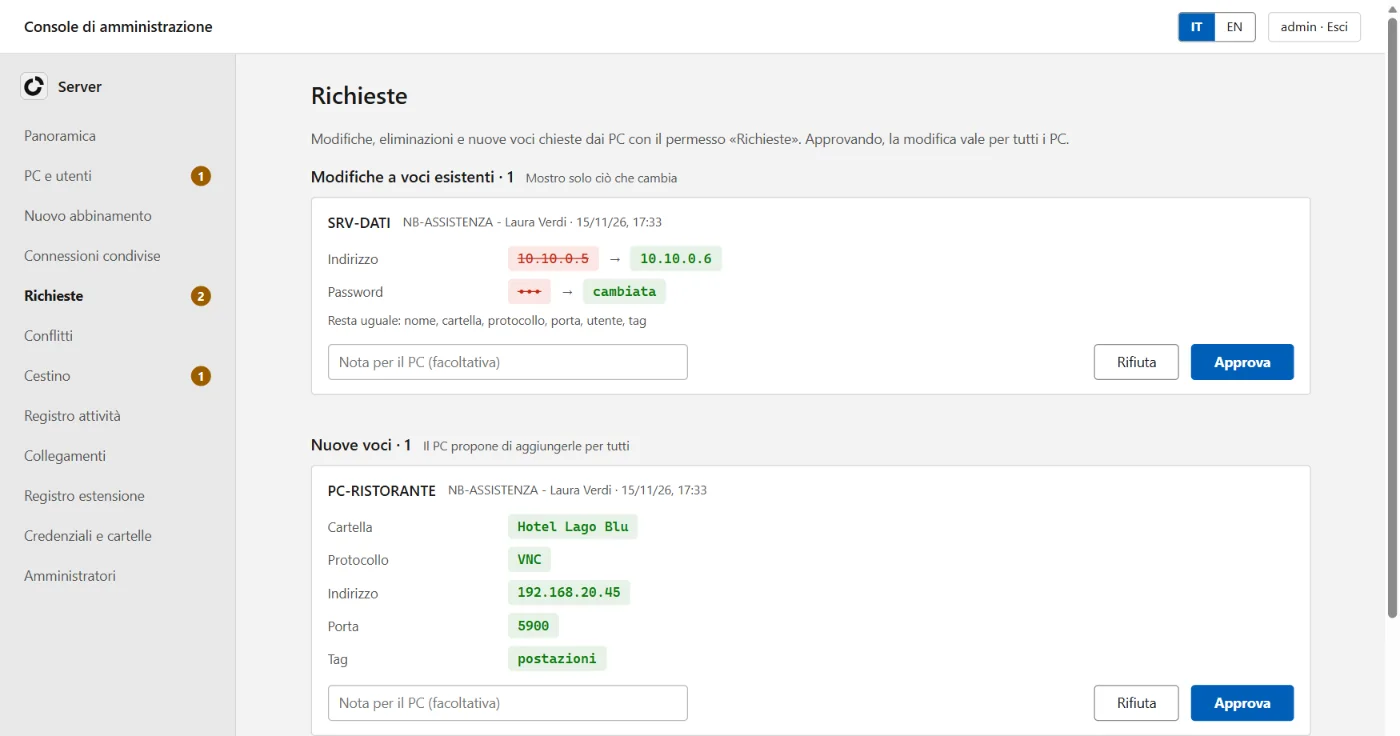 Console di amministrazione
IT EN admin · Esci
Server
Panoramica
PC e utenti 1
Nuovo abbinamento
Connessioni condivise
Richieste 2
Conflitti
Cestino 1
Registro attività
Collegamenti
Registro estensione
Credenziali e cartelle
Amministratori
Richieste
Modifiche, eliminazioni e nuove voci chieste dai PC con il permesso «Richieste». Approvando, la modifica vale per tutti i PC.
Modifiche a voci esistenti · 1 Mostro solo ciò che cambia
SRV-DATI NB-ASSISTENZA - Laura Verdi · 15/11/26, 17:33
Indirizzo 10.10.0.5 → 10.10.0.6
Password ••• → cambiata
Resta uguale: nome, cartella, protocollo, porta, utente, tag
Nota per il PC (facoltativa) Rifiuta Approva
Nuove voci · 1 Il PC propone di aggiungerle per tutti
PC-RISTORANTE NB-ASSISTENZA - Laura Verdi · 15/11/26, 17:33
Cartella Hotel Lago Blu
Protocollo VNC
Indirizzo 192.168.20.45
Porta 5900
Tag postazioni
Nota per il PC (facoltativa) Rifiuta Approva